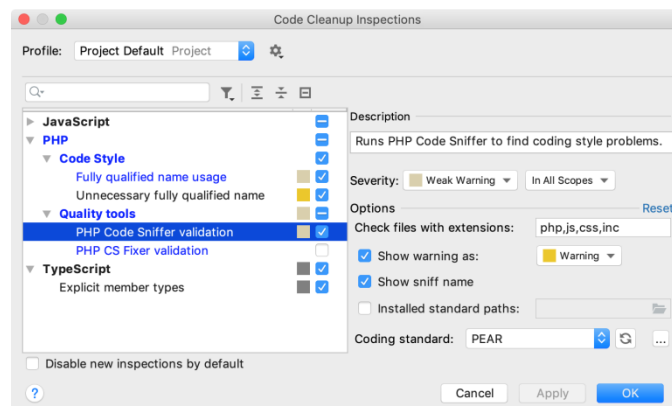 Code Cleanup Inspections
Profile: Project Default Project
JavaScript
PHP
Code Style
Fully qualified name usage
Unnecessary fully qualified name
Quality tools
PHP Code Sniffer validation
PHP CS Fixer validation
TypeScript
Explicit member types
Disable new inspections by default
Description
Runs PHP Code Sniffer to find coding style problems.
Severity: Weak Warning In All Scopes
Options Reset
Check files with extensions: php,js,css,inc
Show warning as: Warning
Show sniff name
Installed standard paths:
Coding standard: PEAR ...
? Cancel Apply OK